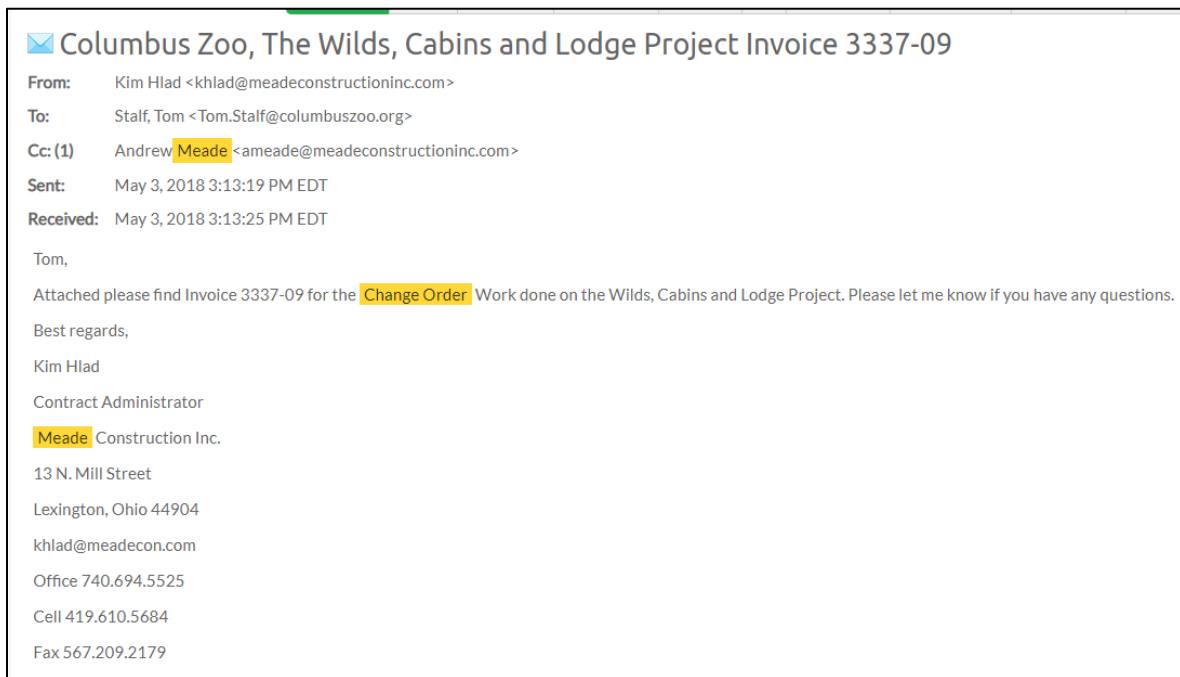 Columbus Zoo, The Wilds, Cabins and Lodge Project Invoice 3337-09
From: Kim Hlad <khlad@meadeconstructioninc.com>
To: Stalf, Tom <Tom.Stalf@columbuszoo.org>
Cc: (1) Andrew Meade <ameade@meadeconstructioninc.com>
Sent: May 3, 2018 3:13:19 PM EDT
Received: May 3, 2018 3:13:25 PM EDT
Tom,
Attached please find Invoice 3337-09 for the Change Order Work done on the Wilds, Cabins and Lodge Project. Please let me know if you have any questions.
Best regards,
Kim Hlad
Contract Administrator
Meade Construction Inc.
13 N. Mill Street
Lexington, Ohio 44904
khlad@meadecon.com
Office 740.694.5525
Cell 419.610.5684
Fax 567.209.2179